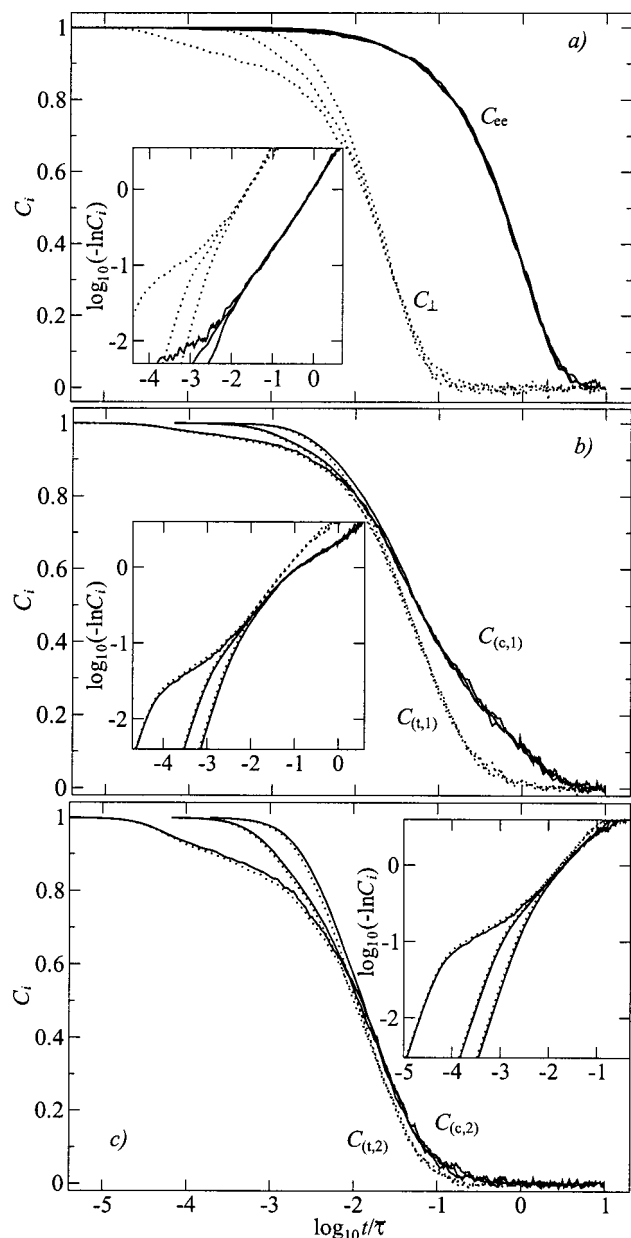 1
a)
0.8
C_ee
0.6
C_i
0.4
0.2
0
log₁₀(-lnC_i)
0
-1
-2
-4 -3 -2 -1 0
C_⊥
1
b)
0.8
0.6
C_i
0.4
0.2
0
log₁₀(-lnC_i)
0
-1
-2
-4 -3 -2 -1 0
C_(c,1)
C_(t,1)
1
0.8
0.6
C_i
0.4
0.2
0
log₁₀(-lnC_i)
0
-1
-2
-5 -4 -3 -2 -1
c)
C_(t,2)
C_(c,2)
-5 -4 -3 -2 -1 0 1
log₁₀t/τ